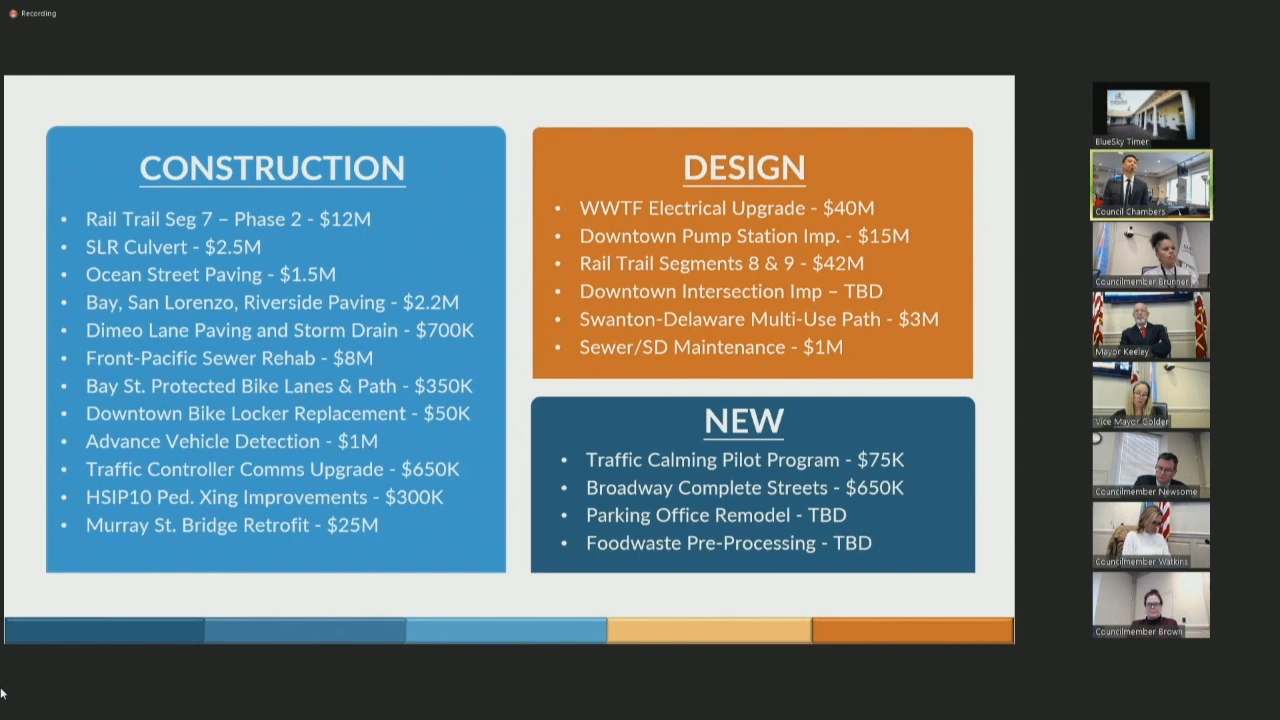 Recording
CONSTRUCTION
• Rail Trail Seg 7 – Phase 2 - $12M
• SLR Culvert - $2.5M
• Ocean Street Paving - $1.5M
• Bay, San Lorenzo, Riverside Paving - $2.2M
• Dimeo Lane Paving and Storm Drain - $700K
• Front-Pacific Sewer Rehab - $8M
• Bay St. Protected Bike Lanes & Path - $350K
• Downtown Bike Locker Replacement - $50K
• Advance Vehicle Detection - $1M
• Traffic Controller Comms Upgrade - $650K
• HSIP10 Ped. Xing Improvements - $300K
• Murray St. Bridge Retrofit - $25M
DESIGN
• WWTF Electrical Upgrade - $40M
• Downtown Pump Station Imp. - $15M
• Rail Trail Segments 8 & 9 - $42M
• Downtown Intersection Imp – TBD
• Swanton-Delaware Multi-Use Path - $3M
• Sewer/SD Maintenance - $1M
NEW
• Traffic Calming Pilot Program - $75K
• Broadway Complete Streets - $650K
• Parking Office Remodel - TBD
• Foodwaste Pre-Processing - TBD
BlueSky Timer
Council Chambers
Councilmember Brunner
Mayor Keeley
Vice Mayor Golder
Councilmember Newsome
Councilmember Watkins
Councilmember Brown